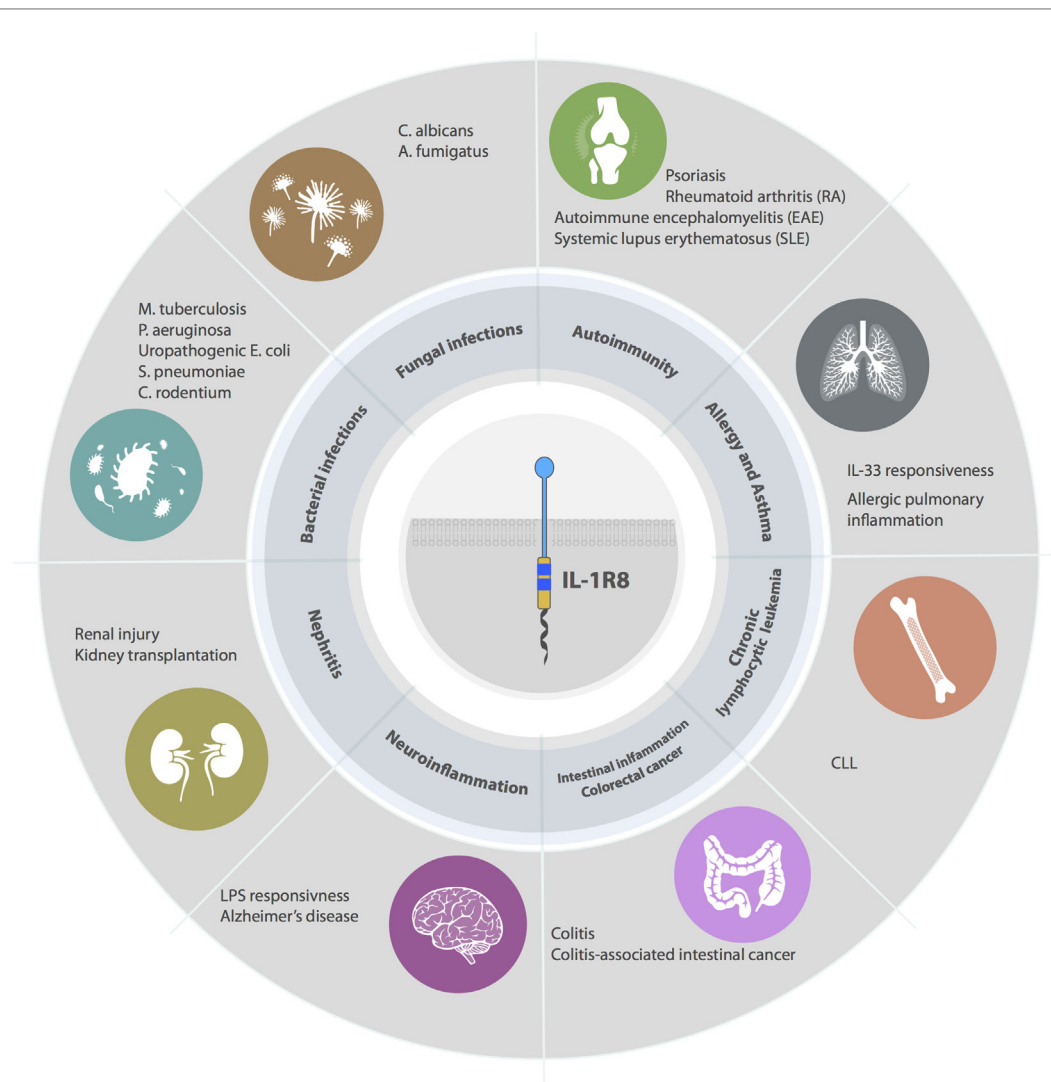 C. albicans
A. fumigatus
Psoriasis
Rheumatoid arthritis (RA)
Autoimmune encephalomyelitis (EAE)
Systemic lupus erythematosus (SLE)
M. tuberculosis
P. aeruginosa
Uropathogenic E. coli
S. pneumoniae
C. rodentium
Fungal infections
Autoimmunity
Bacterial infections
Allergy and Asthma
IL-33 responsiveness
Allergic pulmonary
inflammation
IL-1R8
Nephritis
Chronic
lymphocytic leukemia
Renal injury
Kidney transplantation
Neuroinflammation
Intestinal inlfammation
Colorectal cancer
CLL
LPS responsivness
Alzheimer's disease
Colitis
Colitis-associated intestinal cancer